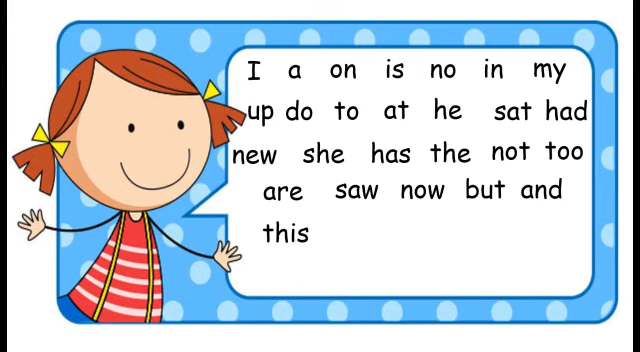 I a on is no in my
up do to at he sat had
new she has the not too
are saw now but and
this